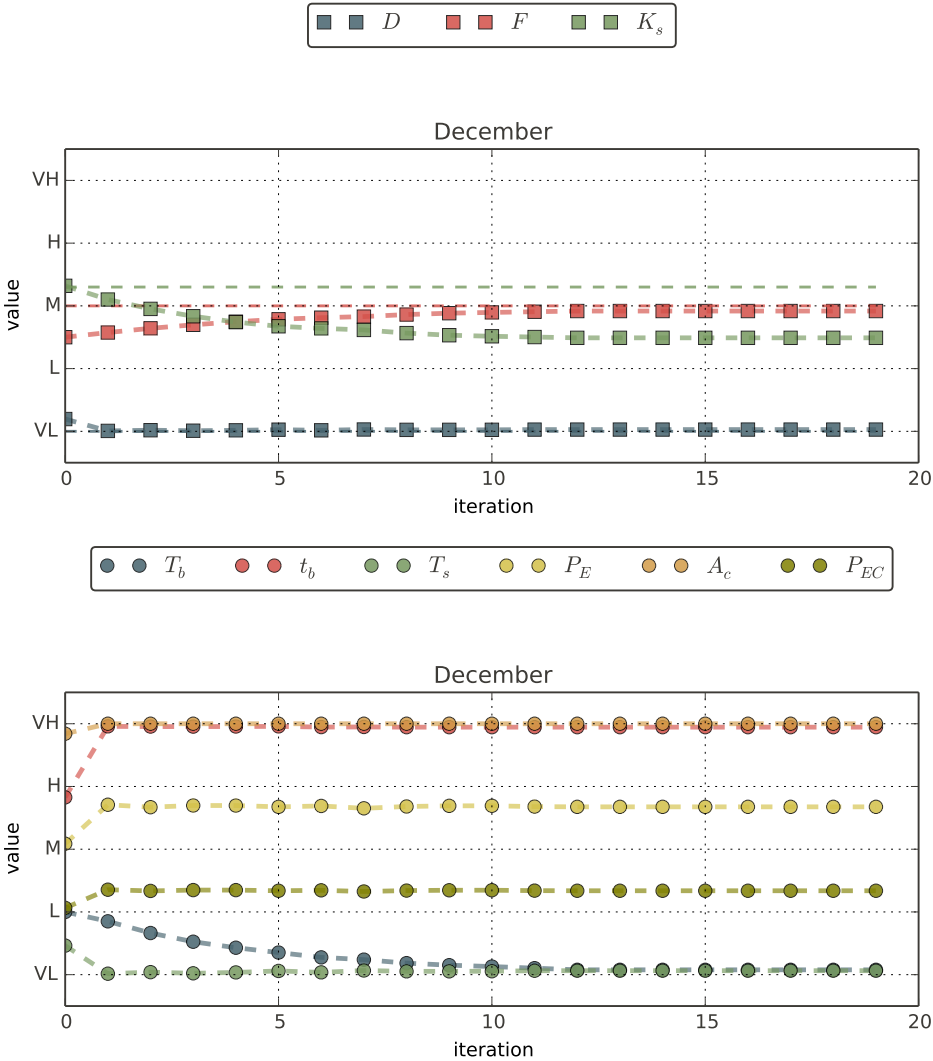 D F K_s
December
VH
H
M
L
VL
value
0 5 10 15 20
iteration
T_b t_b T_s P_E A_c P_EC
December
VH
H
M
L
VL
value
0 5 10 15 20
iteration